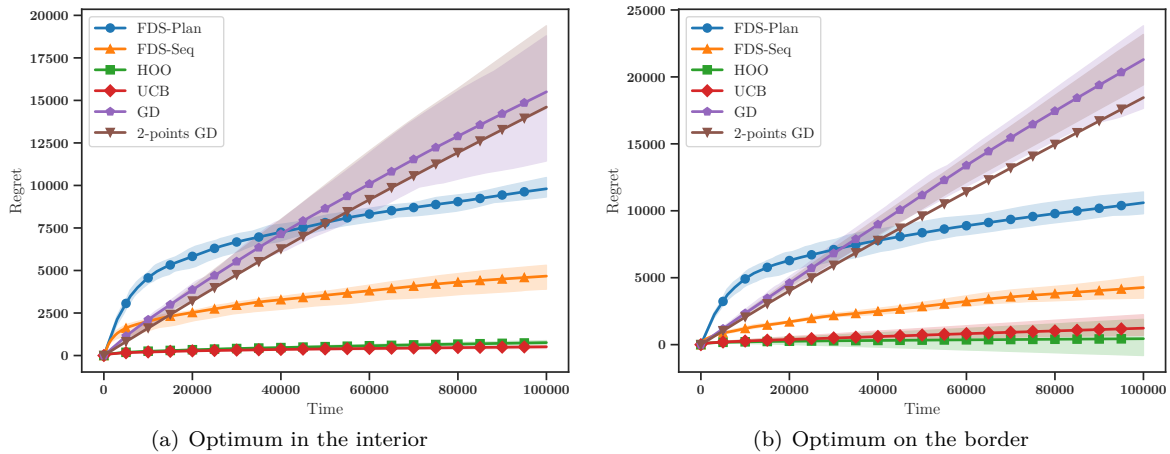 20000
17500
15000
12500
10000
7500
5000
2500
0
Regret
FDS-Plan
FDS-Seq
HOO
UCB
GD
2-points GD
0
20000
40000
60000
80000
100000
Time
(a) Optimum in the interior
25000
20000
15000
10000
5000
0
Regret
FDS-Plan
FDS-Seq
HOO
UCB
GD
2-points GD
0
20000
40000
60000
80000
100000
Time
(b) Optimum on the border